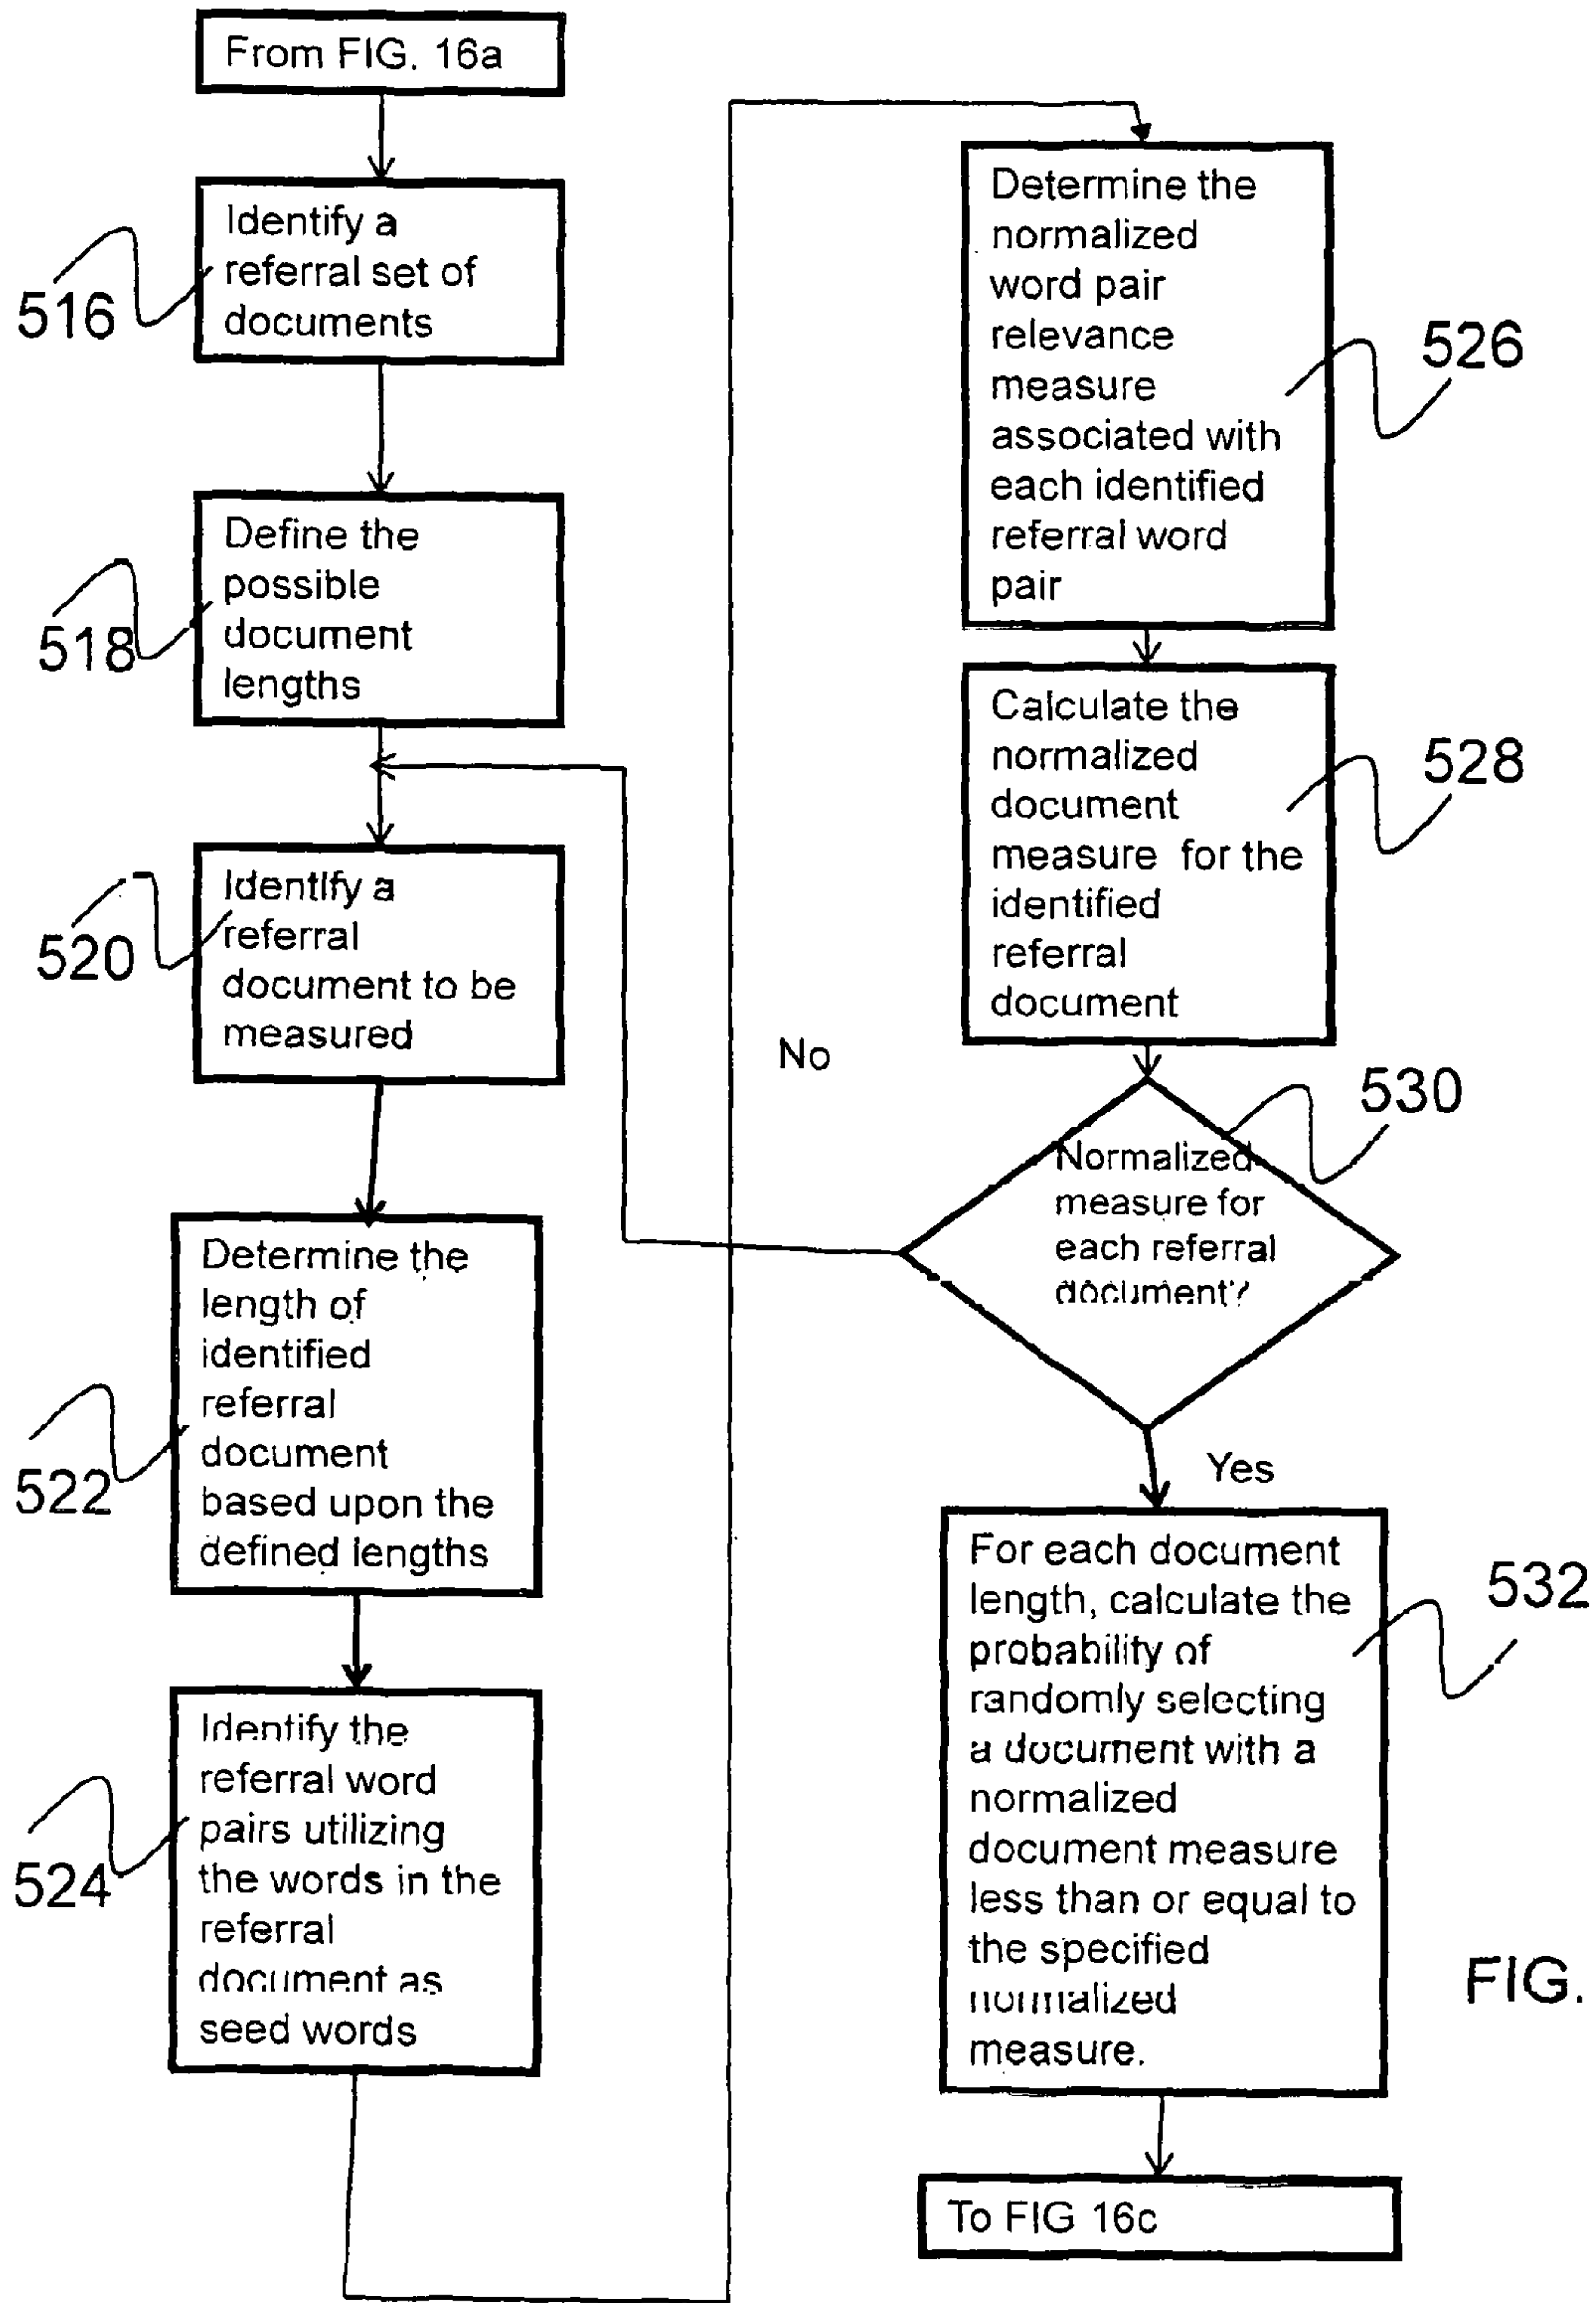 From FIG. 16a
Identify a
referral set of
documents
516
Define the
possible
document
lengths
518
Identify a
referral
document to be
measured
520
Determine the
length of
identified
referral
document
based upon the
defined lengths
522
Identify the
referral word
pairs utilizing
the words in the
referral
document as
seed words
524
Determine the
normalized
word pair
relevance
measure
associated with
each identified
referral word
pair
526
Calculate the
normalized
document
measure for the
identified
referral
document
528
No
530
Normalized
measure for
each referral
document?
Yes
For each document
length, calculate the
probability of
randomly selecting
a document with a
normalized
document measure
less than or equal to
the specified
normalized
measure.
532
FIG.
To FIG 16c